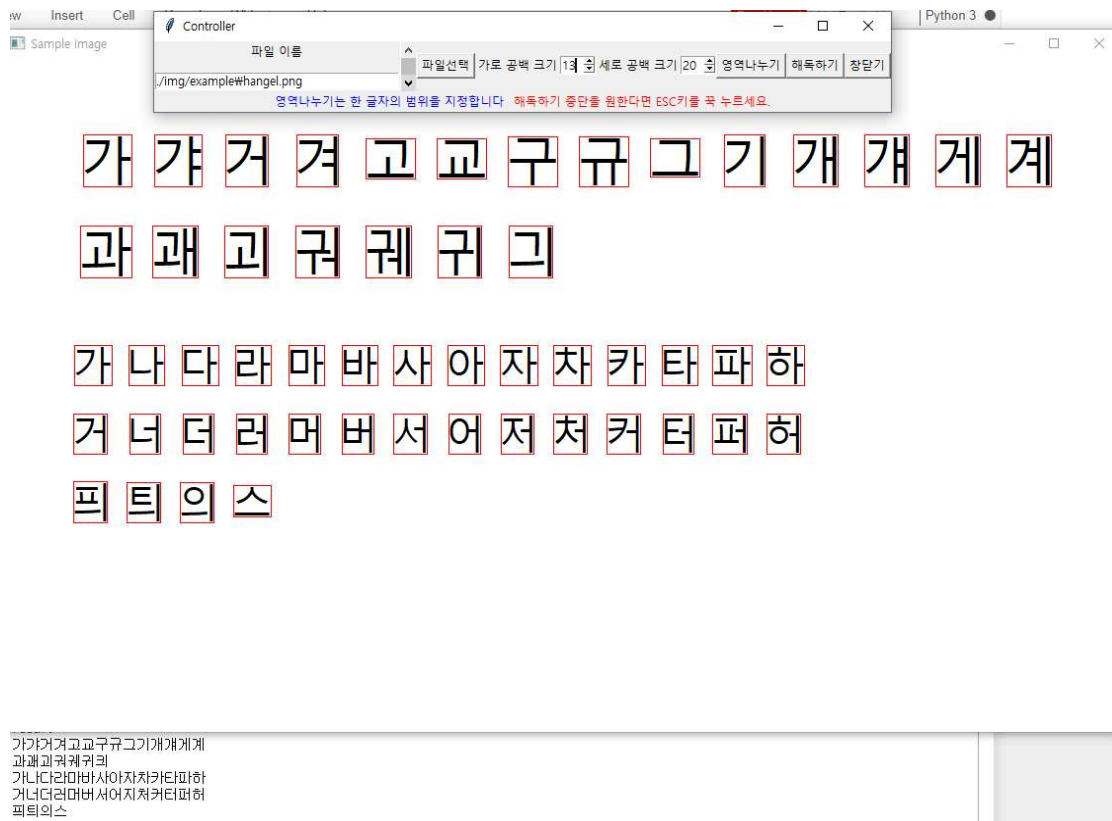 ew Insert Cell
Python 3
Controller
Sample Image
파일 이름
./img/example₩hangel.png
파일선택 가로 공백 크기 13 세로 공백 크기 20 영역나누기 해독하기 창닫기
영역나누기는 한 글자의 범위를 지정합니다 해독하기 중단을 원한다면 ESC키를 꾹 누르세요.
가 갸 거 겨 고 교 구 규 그 기 개 걔 게 계
과 괘 괴 궈 궤 귀 긔
가 나 다 라 마 바 사 아 자 차 카 타 파 하
거 너 더 러 머 버 서 어 저 처 커 터 퍼 허
픠 틔 의 스
가갸거겨고교구규그기개걔게계
과괘괴궈궤귀킈
가나다라마바사아자차카타파하
거너더러머버셔어지처커터퍼허
픠틔의스